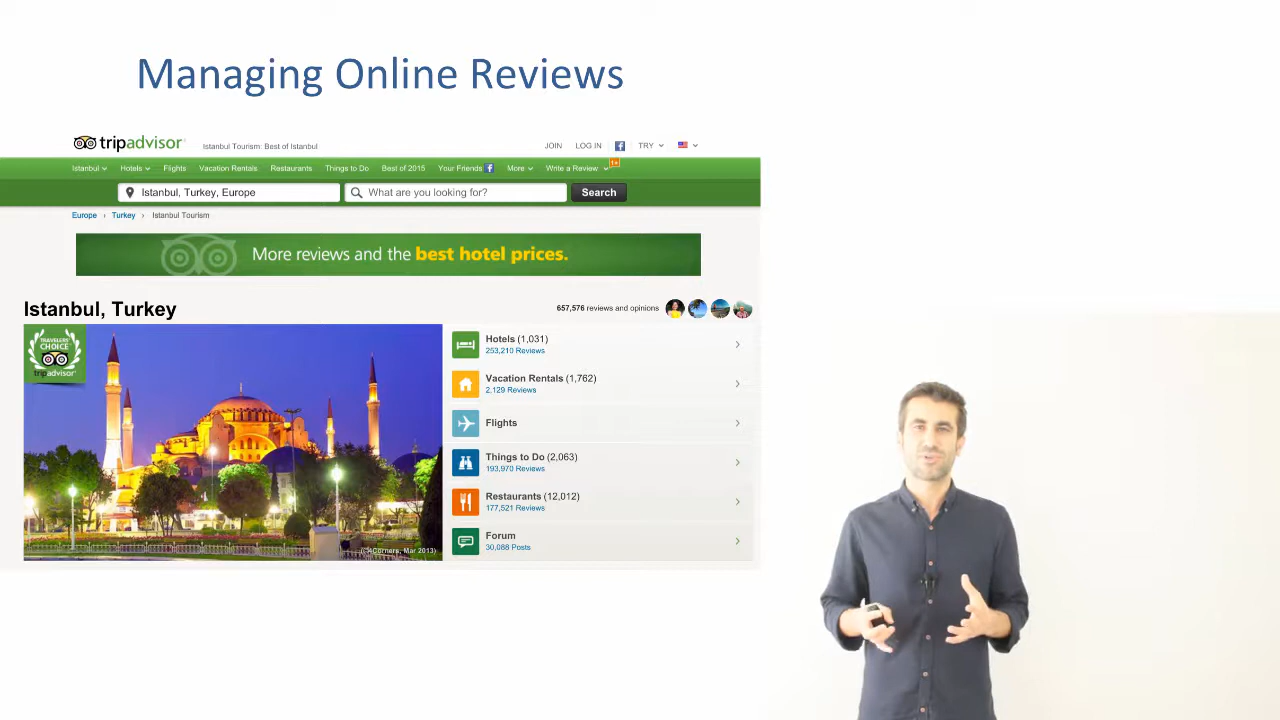 Managing Online Reviews
tripadvisor
Istanbul Tourism: Best of Istanbul
JOIN LOG IN TRY
Istanbul Hotels Flights Vacation Rentals Restaurants Things to Do Best of 2015 Your Friends More Write a Review
Istanbul, Turkey, Europe What are you looking for? Search
Europe › Turkey › Istanbul Tourism
More reviews and the best hotel prices.
Istanbul, Turkey
657,576 reviews and opinions
TRAVELERS'
CHOICE
tripadvisor
Hotels (1,031)
253,210 Reviews
Vacation Rentals (1,762)
2,129 Reviews
Flights
Things to Do (2,063)
193,970 Reviews
Restaurants (12,012)
177,521 Reviews
Forum
30,088 Posts
Mar 2013)